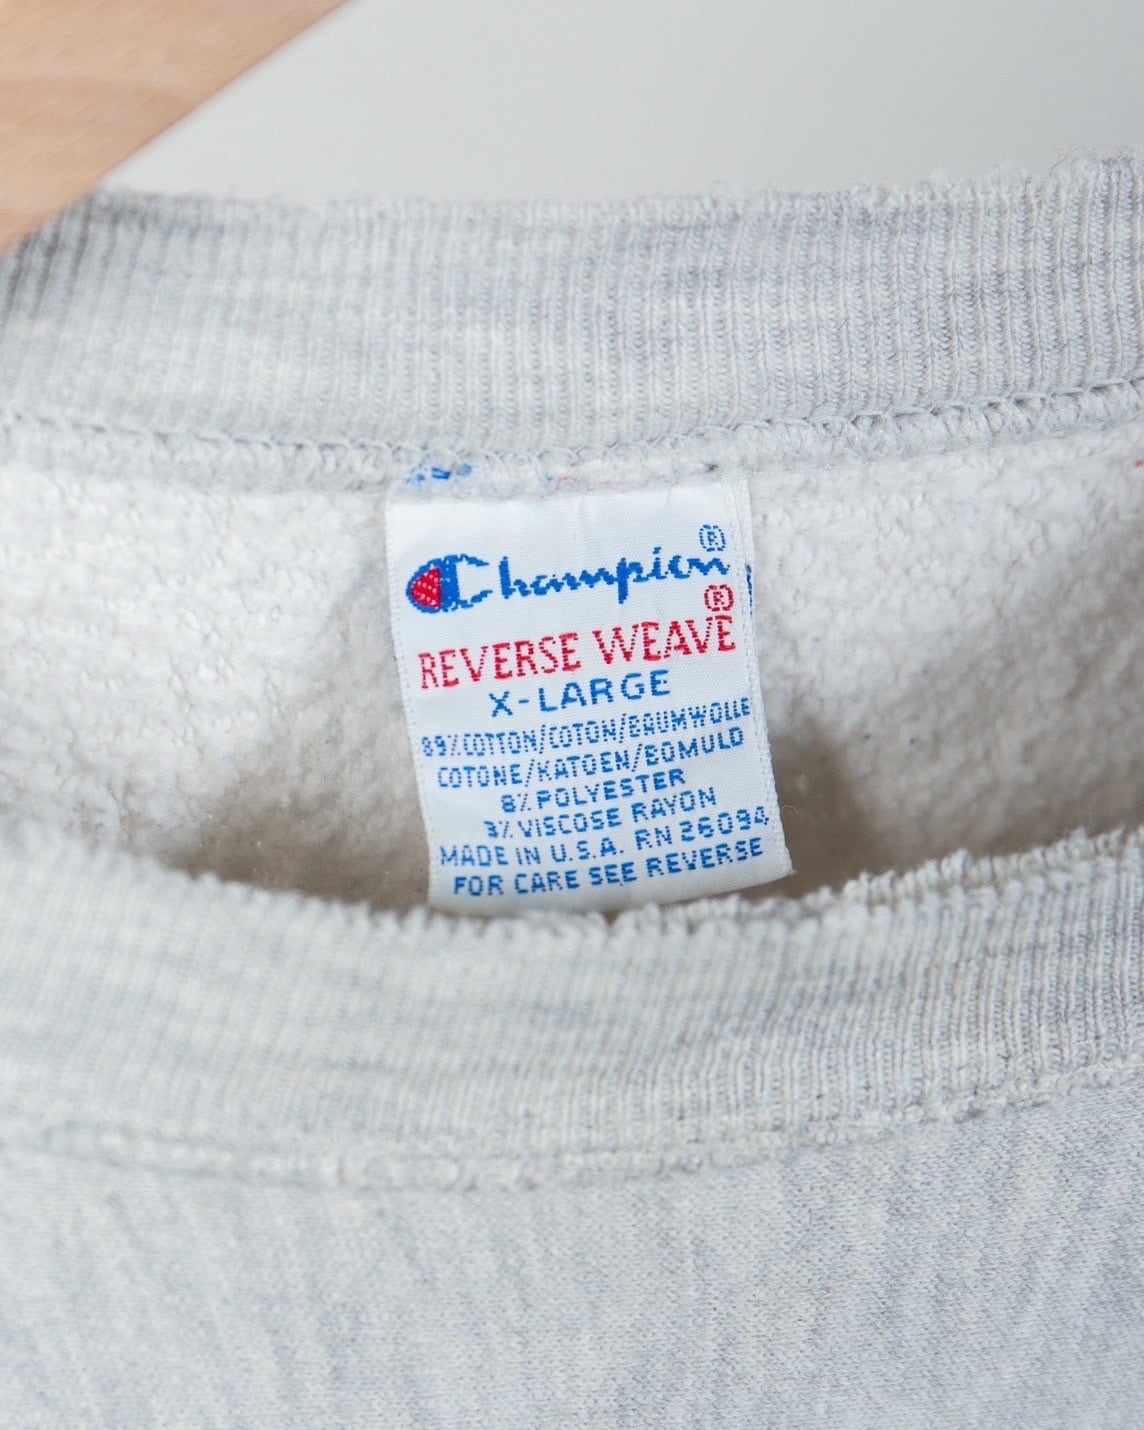 Champion®
REVERSE WEAVE®
X-LARGE
89% COTTON/COTON/BAUMWOLLE
COTONE/KATOEN/BOMULD
8% POLYESTER
3% VISCOSE RAYON
MADE IN U.S.A. RN 26094
FOR CARE SEE REVERSE